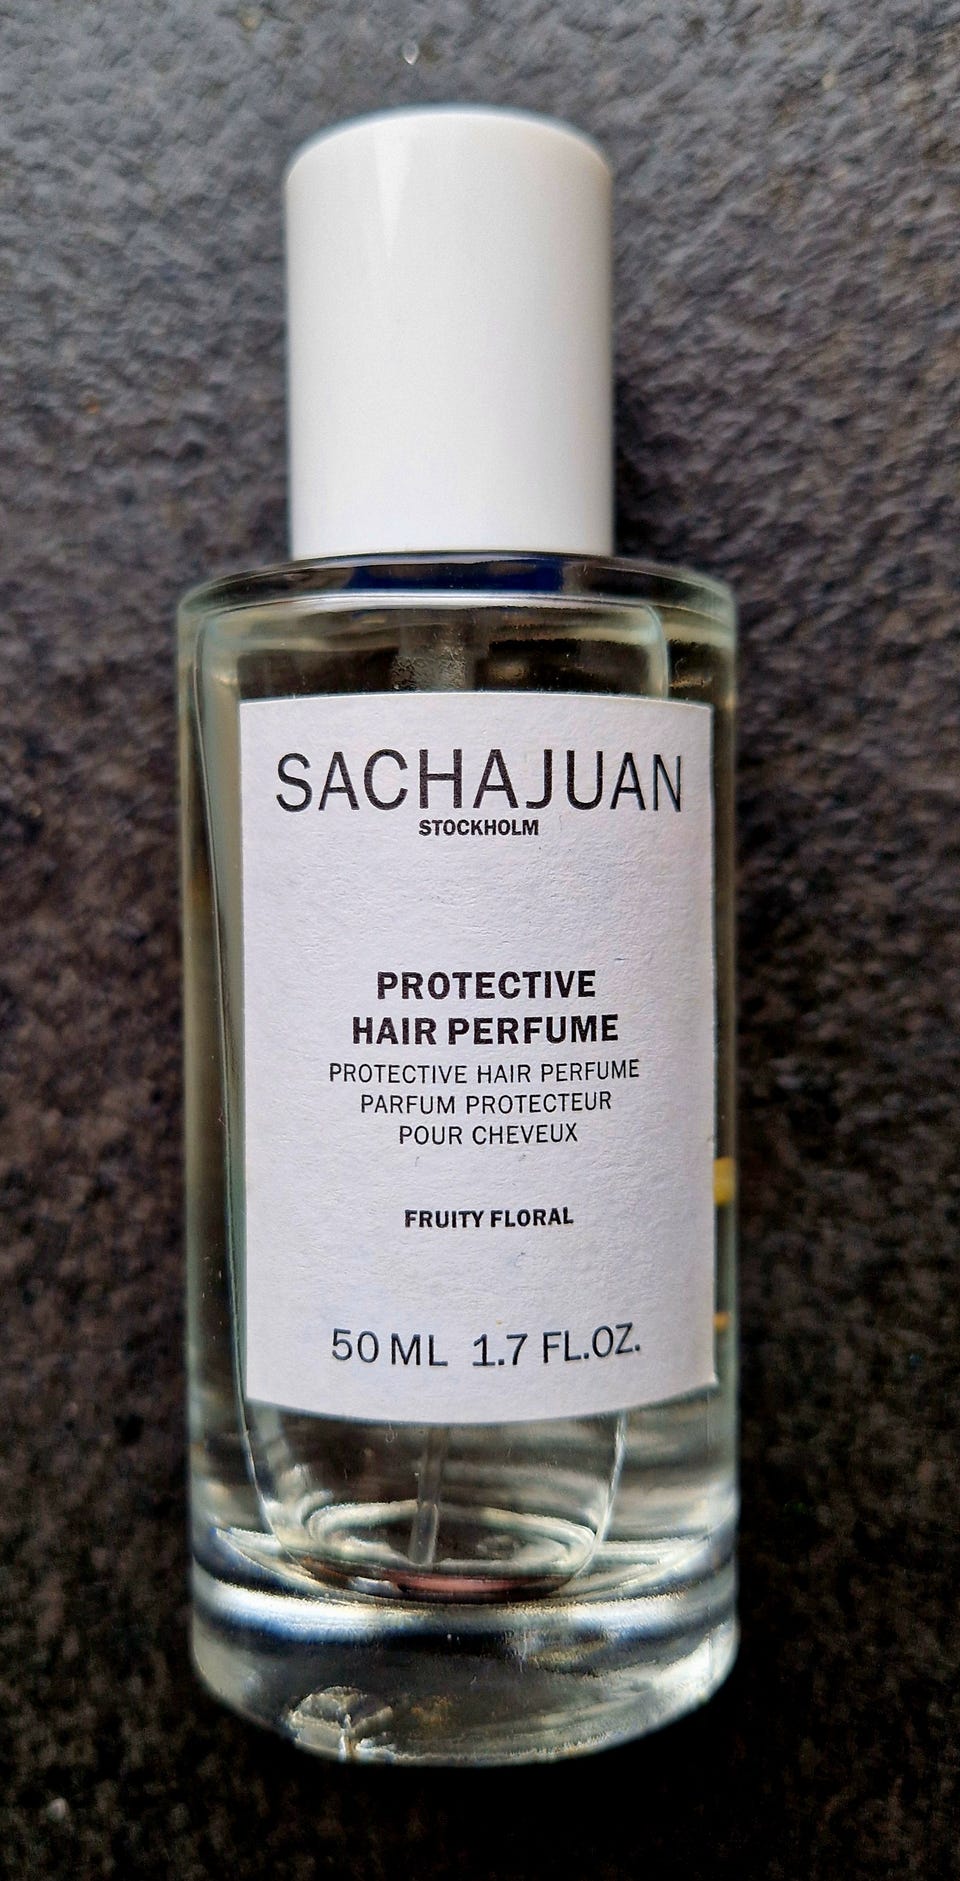 SACHAJUAN
STOCKHOLM
PROTECTIVE
HAIR PERFUME
PROTECTIVE HAIR PERFUME
PARFUM PROTECTEUR
POUR CHEVEUX
FRUITY FLORAL
50 ML 1.7 FL.OZ.